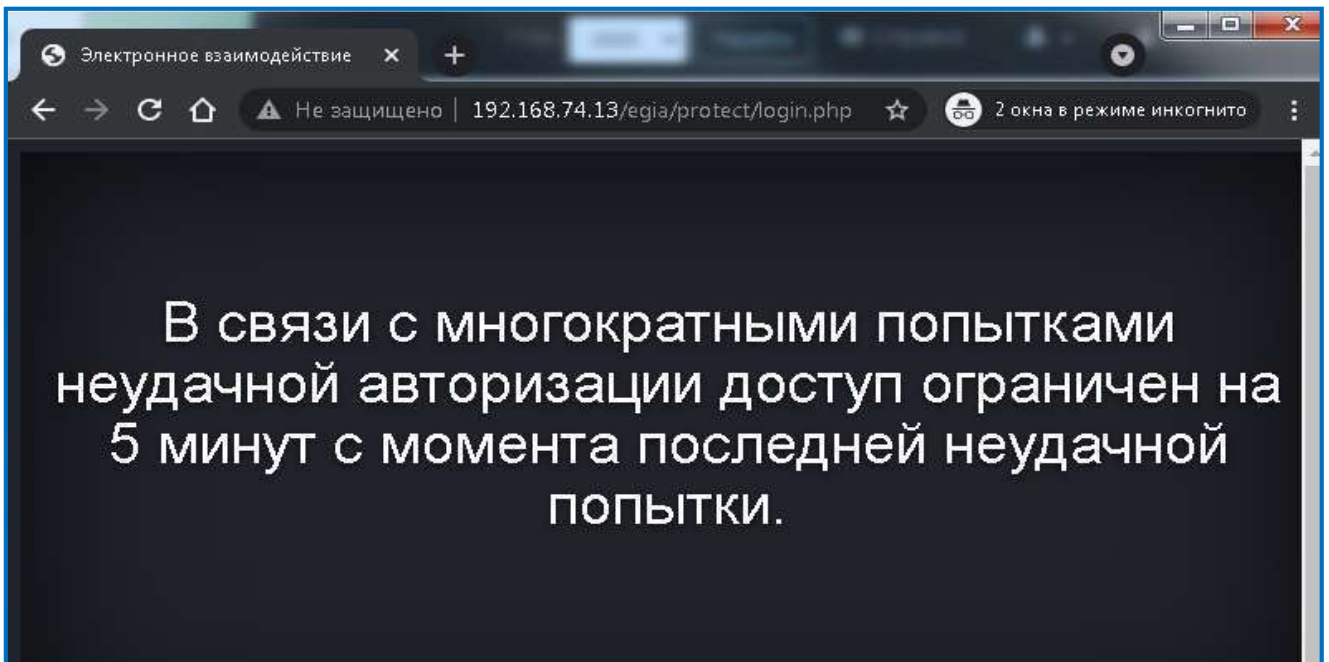 Электронное взаимодействие
Не защищено | 192.168.74.13/egia/protect/login.php
2 окна в режиме инкогнито
В связи с многократными попытками
неудачной авторизации доступ ограничен на
5 минут с момента последней неудачной
попытки.